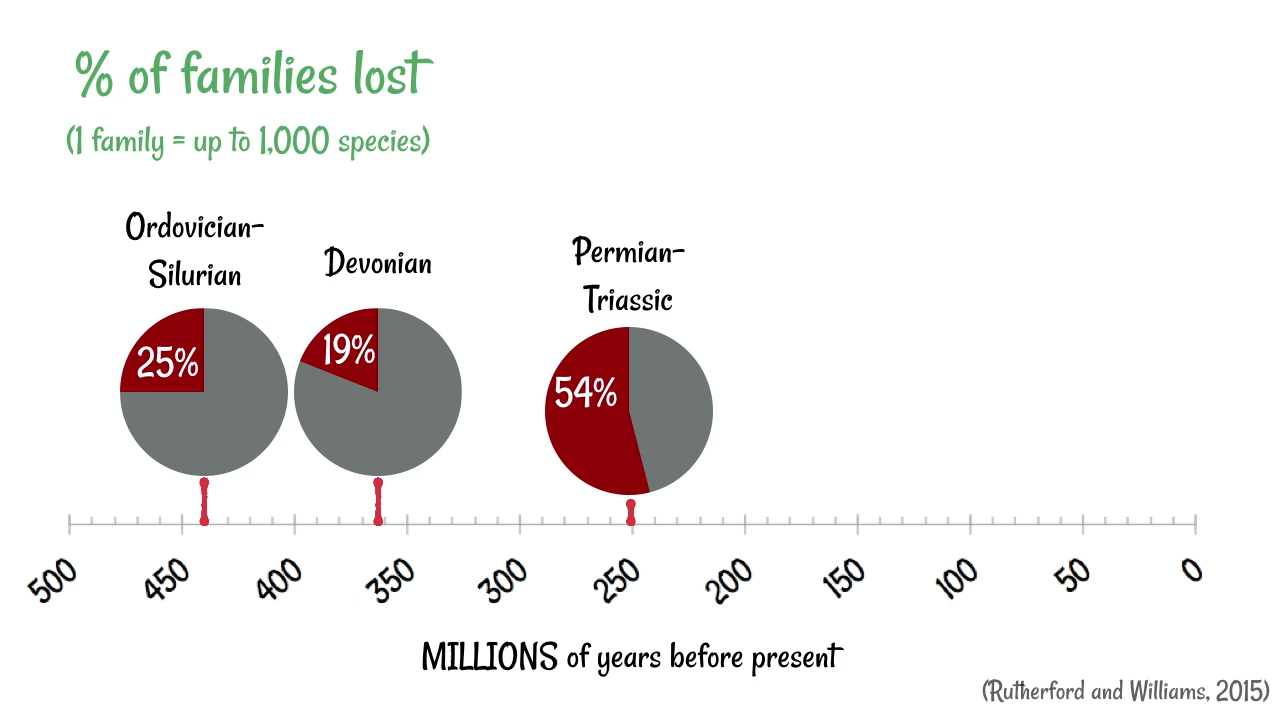 % of families lost
(1 family = up to 1,000 species)
Ordovician-
Silurian
Devonian
Permian-
Triassic
25%
19%
54%
500
450
400
350
300
250
200
150
100
50
0
MILLIONS of years before present
(Rutherford and Williams, 2015)